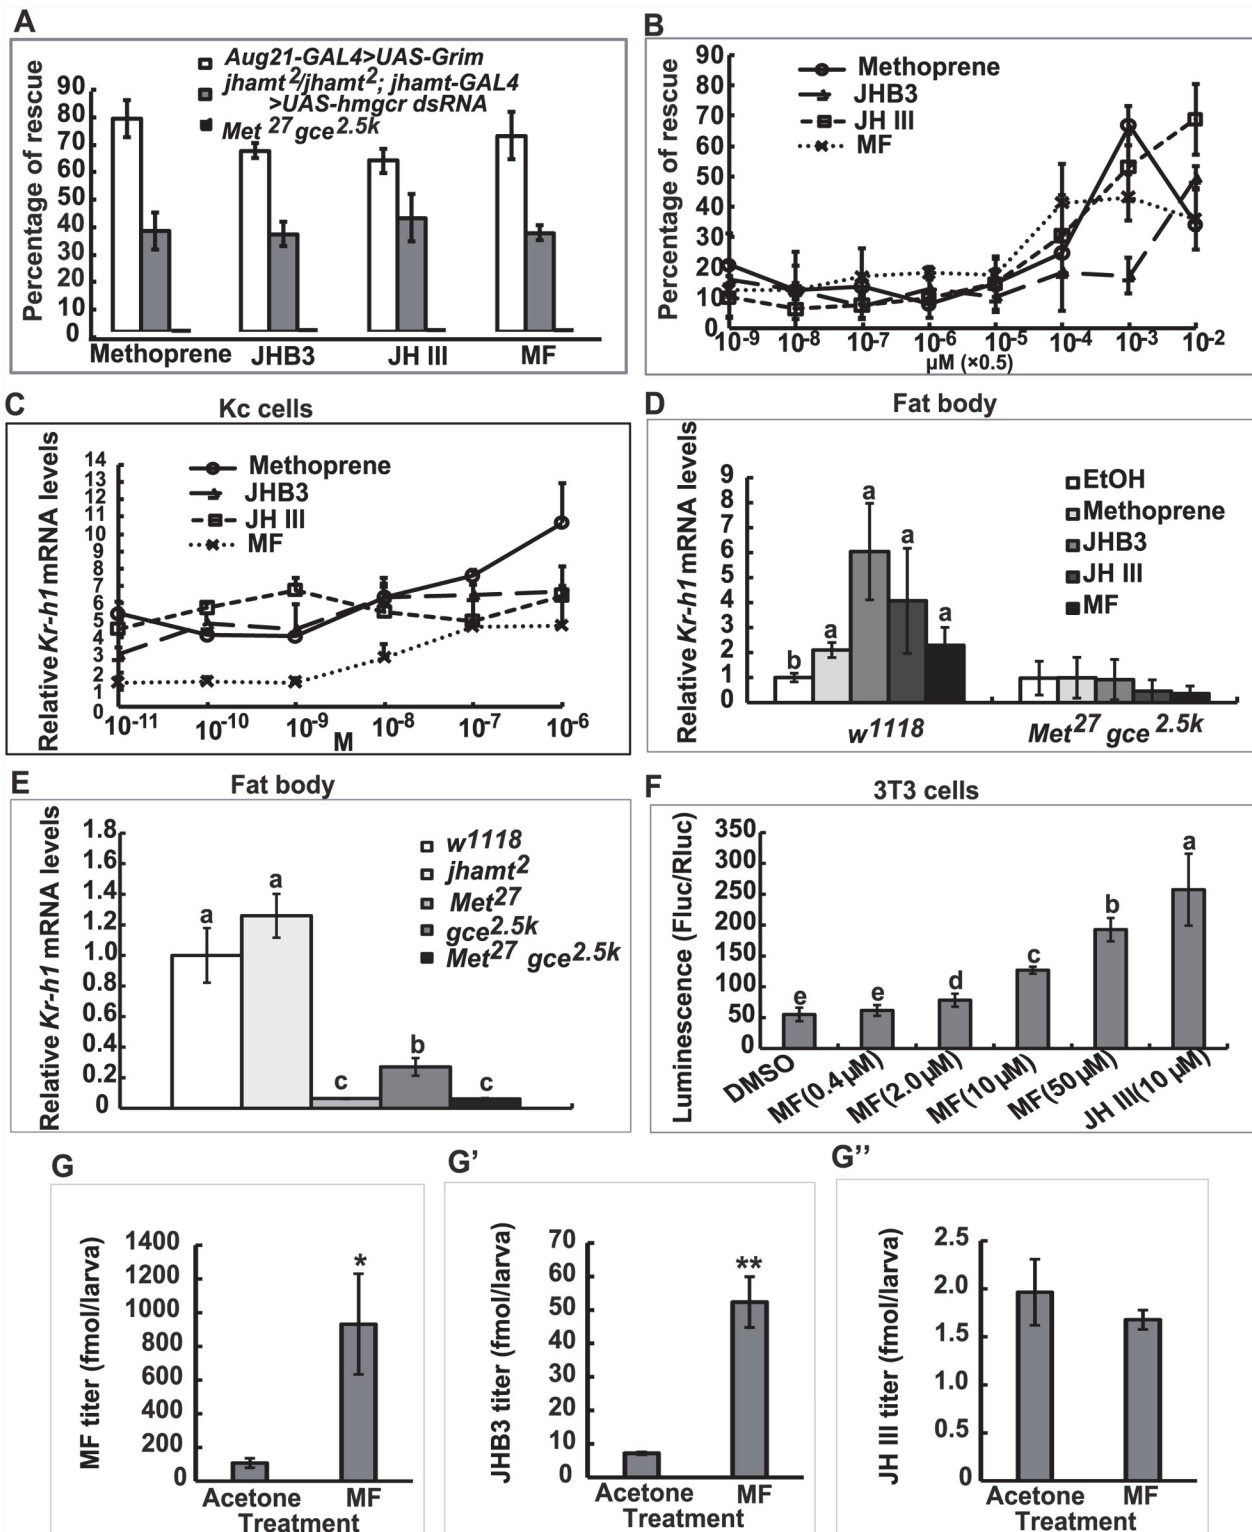 A
Aug21-GAL4>UAS-Grim
jhamt2/jhamt2; jhamt-GAL4
>UAS-hmgcr dsRNA
Met27 gce2.5k
Percentage of rescue
90
80
70
60
50
40
30
20
10
0
Methoprene JHB3 JH III MF
B
Methoprene
JHB3
JH III
MF
Percentage of rescue
90
80
70
60
50
40
30
20
10
0
10-9 10-8 10-7 10-6 10-5 10-4 10-3 10-2
µM (×0.5)
C
Kc cells
Methoprene
JHB3
JH III
MF
Relative Kr-h1 mRNA levels
14
13
12
11
10
9
8
7
6
5
4
3
2
1
0
10-11 10-10 10-9 10-8 10-7 10-6
M
D
Fat body
EtOH
Methoprene
JHB3
JH III
MF
Relative Kr-h1 mRNA levels
9
8
7
6
5
4
3
2
1
0
b a a a a
w1118 Met27 gce2.5k
E
Fat body
w1118
jhamt2
Met27
gce2.5k
Met27 gce2.5k
Relative Kr-h1 mRNA levels
1.8
1.6
1.4
1.2
1.0
0.8
0.6
0.4
0.2
0
a a c b c
F
3T3 cells
Luminescence (Fluc/Rluc)
350
300
250
200
150
100
50
0
e e d c b a
DMSO MF(0.4µM) MF(2.0µM) MF(10µM) MF(50µM) JH III(10 µM)
G
MF titer (fmol/larva)
1400
1200
1000
800
600
400
200
0
*
Acetone MF
Treatment
G’
JHB3 titer (fmol/larva)
70
60
50
40
30
20
10
0
**
Acetone MF
Treatment
G’’
JH III titer (fmol/larva)
2.5
2.0
1.5
1.0
0.5
0
Acetone MF
Treatment